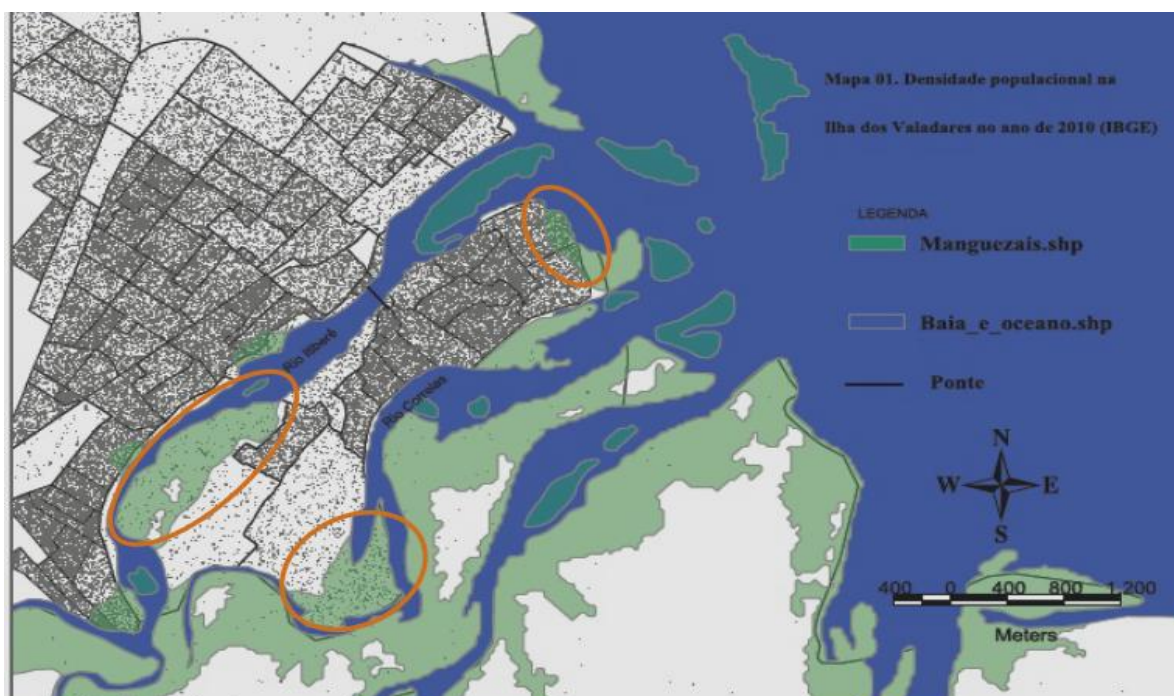 Mapa 01. Densidade populacional na
Ilha dos Valadares no ano de 2010 (IBGE)
LEGENDA
Manguezais.shp
Baia_e_oceano.shp
Ponte
Rio Itiberê
Rio Correias
N
W E
S
400 0 400 800 1.200
Meters